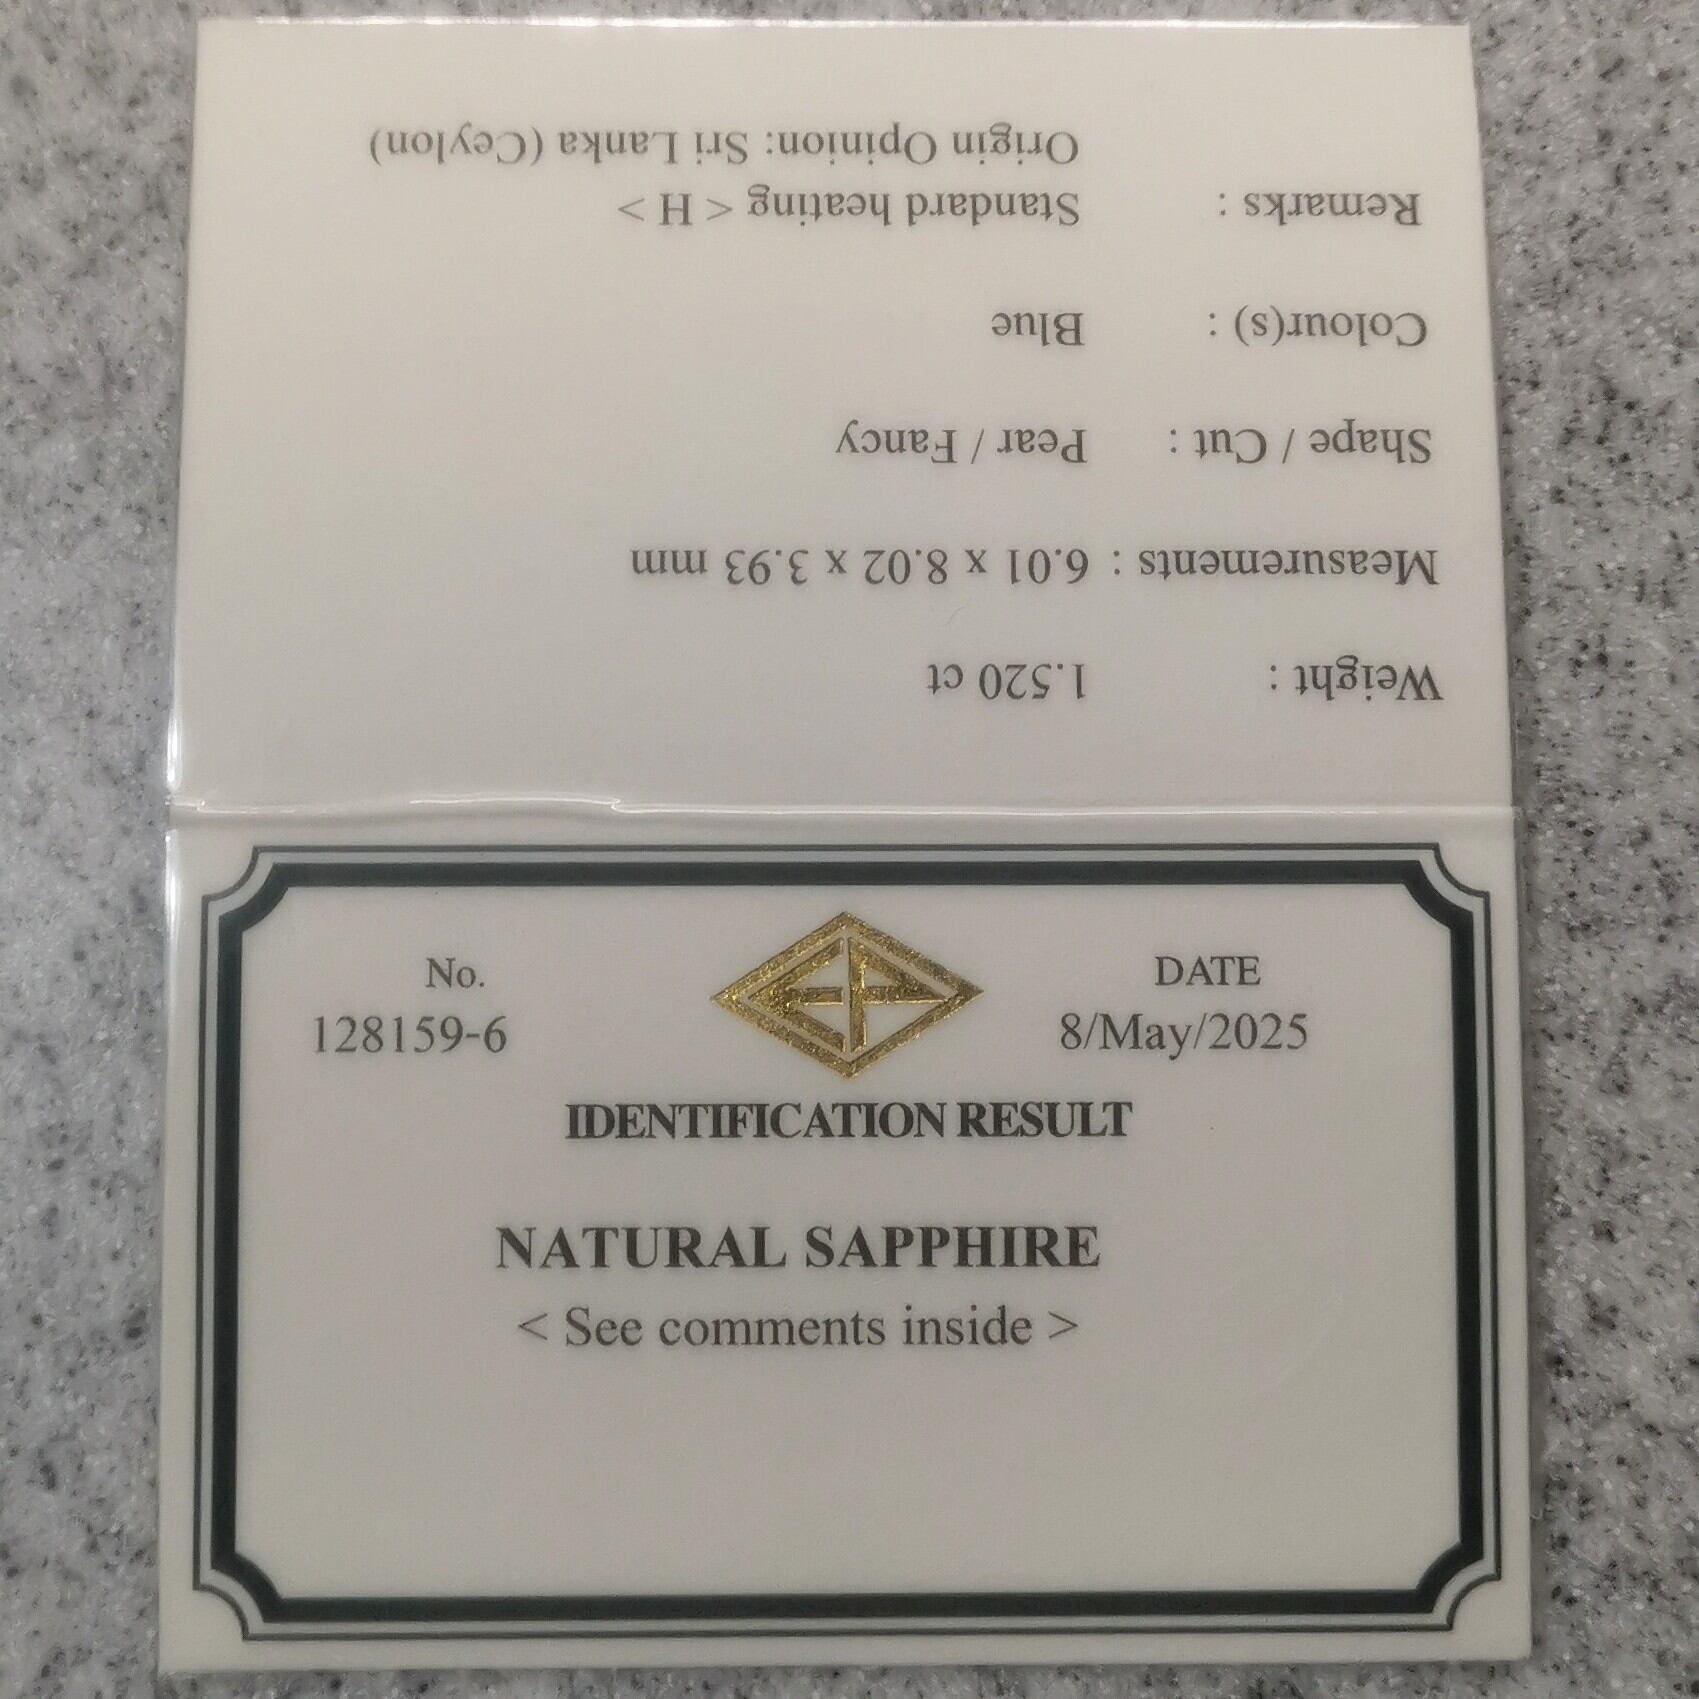 No.
128159-6
DATE
8/May/2025
IDENTIFICATION RESULT
NATURAL SAPPHIRE
< See comments inside >
Weight : 1.520 ct
Measurements : 6.01 x 8.02 x 3.93 mm
Shape / Cut : Pear / Fancy
Colour(s) : Blue
Remarks : Standard heating < H >
Origin Opinion: Sri Lanka (Ceylon)